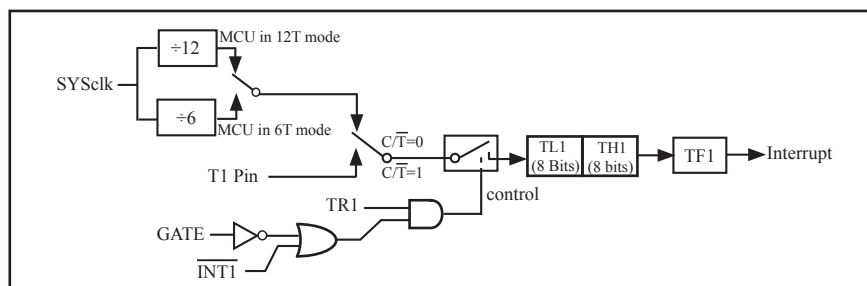 ÷12
MCU in 12T mode
SYSclk
÷6
MCU in 6T mode
C/T̅=0
C/T̅=1
T1 Pin
TL1
(8 Bits)
TH1
(8 bits)
TF1
Interrupt
control
TR1
GATE
I̅N̅T̅1̅